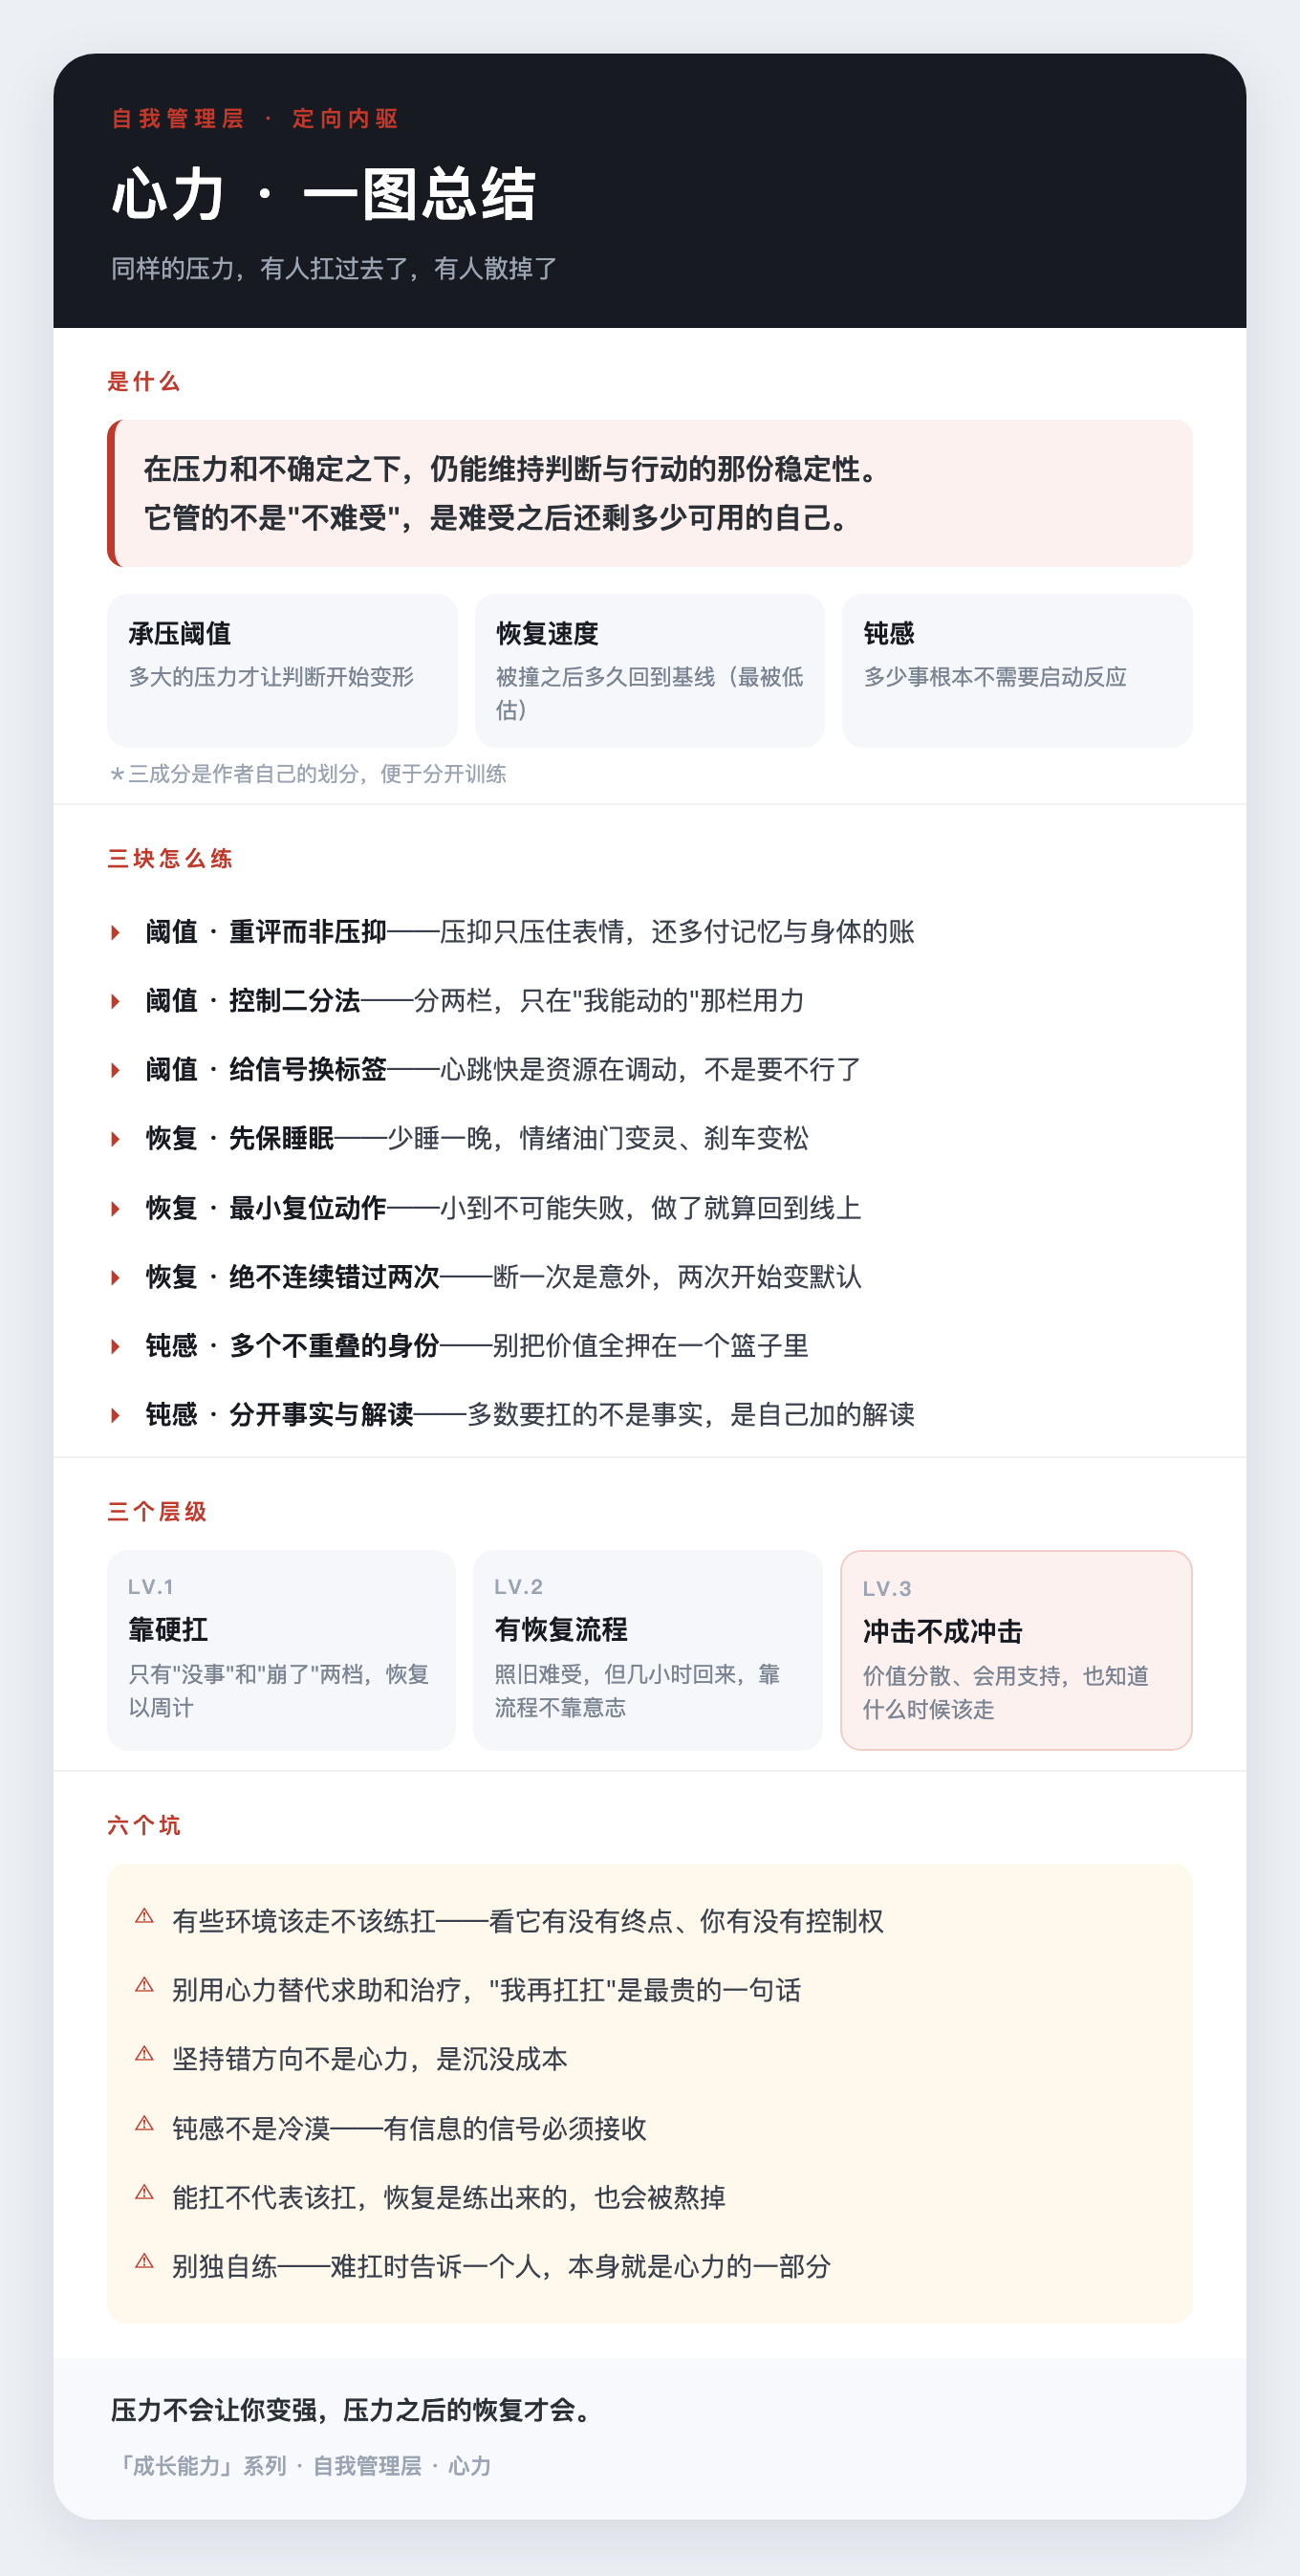 自我管理层 · 定向内驱
心力 · 一图总结
同样的压力，有人扛过去了，有人散掉了
是什么
在压力和不确定之下，仍能维持判断与行动的那份稳定性。
它管的不是"不难受"，是难受之后还剩多少可用的自己。
承压阈值
多大的压力才让判断开始变形
恢复速度
被撞之后多久回到基线（最被低
估）
钝感
多少事根本不需要启动反应
＊三成分是作者自己的划分，便于分开训练
三块怎么练
阈值 · 重评而非压抑——压抑只压住表情，还多付记忆与身体的账
阈值 · 控制二分法——分两栏，只在"我能动的"那栏用力
阈值 · 给信号换标签——心跳快是资源在调动，不是要不行了
恢复 · 先保睡眠——少睡一晚，情绪油门变灵、刹车变松
恢复 · 最小复位动作——小到不可能失败，做了就算回到线上
恢复 · 绝不连续错过两次——断一次是意外，两次开始变默认
钝感 · 多个不重叠的身份——别把价值全押在一个篮子里
钝感 · 分开事实与解读——多数要扛的不是事实，是自己加的解读
三个层级
LV.1
靠硬扛
只有"没事"和"崩了"两档，恢复
以周计
LV.2
有恢复流程
照旧难受，但几小时回来，靠
流程不靠意志
LV.3
冲击不成冲击
价值分散、会用支持，也知道
什么时候该走
六个坑
⚠ 有些环境该走不该练扛——看它有没有终点、你有没有控制权
⚠ 别用心力替代求助和治疗，"我再扛扛"是最贵的一句话
⚠ 坚持错方向不是心力，是沉没成本
⚠ 钝感不是冷漠——有信息的信号必须接收
⚠ 能扛不代表该扛，恢复是练出来的，也会被熬掉
⚠ 别独自练——难扛时告诉一个人，本身就是心力的一部分
压力不会让你变强，压力之后的恢复才会。
「成长能力」系列 · 自我管理层 · 心力